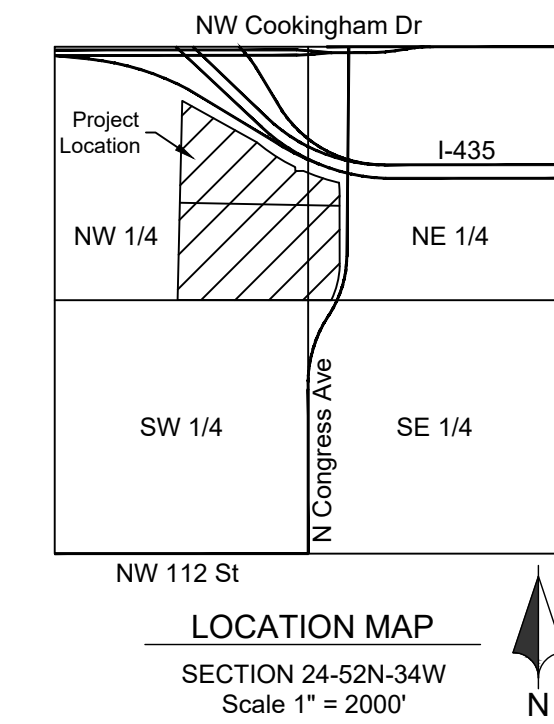 NW Cookingham Dr
Project
Location
I-435
NW 1/4
NE 1/4
SW 1/4
SE 1/4
N Congress Ave
NW 112 St
LOCATION MAP
SECTION 24-52N-34W
Scale 1" = 2000'
N